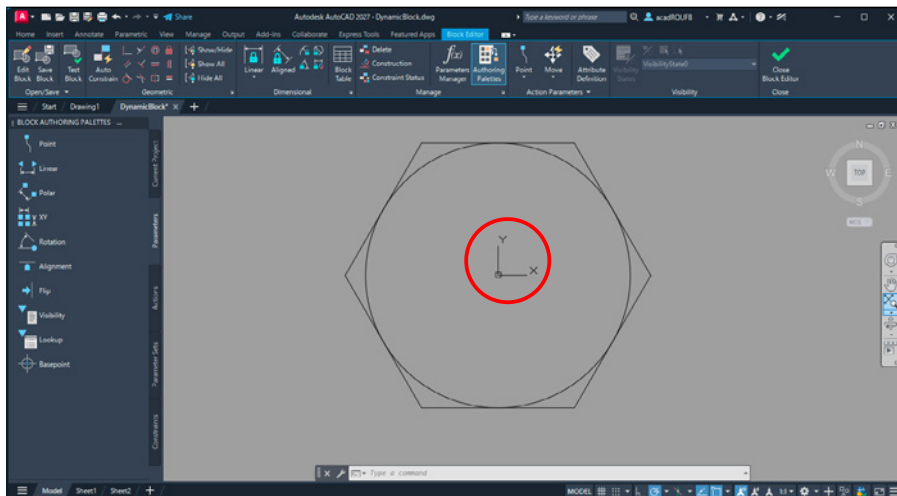 A Share Autodesk AutoCAD 2027 - DynamicBlock.dwg Type a keyword or phrase acadROUFB
Home Insert Annotate Parametric View Manage Output Add-ins Collaborate Express Tools Featured Apps Block Editor
Edit Block Save Block Test Block Auto Constrain Show/Hide Show All Hide All Linear Aligned Block Table Delete Construction Constraint Status Parameters Manager Authoring Palettes Point Move Attribute Definition Visibility States VisibilityState0 Close Block Editor
Open/Save Geometric Dimensional Manage Action Parameters Visibility Close
Start Drawing1 DynamicBlock*
BLOCK AUTHORING PALETTES
Point
Linear
Polar
XY
Rotation
Alignment
Flip
Visibility
Lookup
Basepoint
Current Project
Parameters
Actions
Parameter Sets
Constraints
Y
X
N
W TOP E
S
WCS
Type a command
Model Sheet1 Sheet2
MODEL 1:1